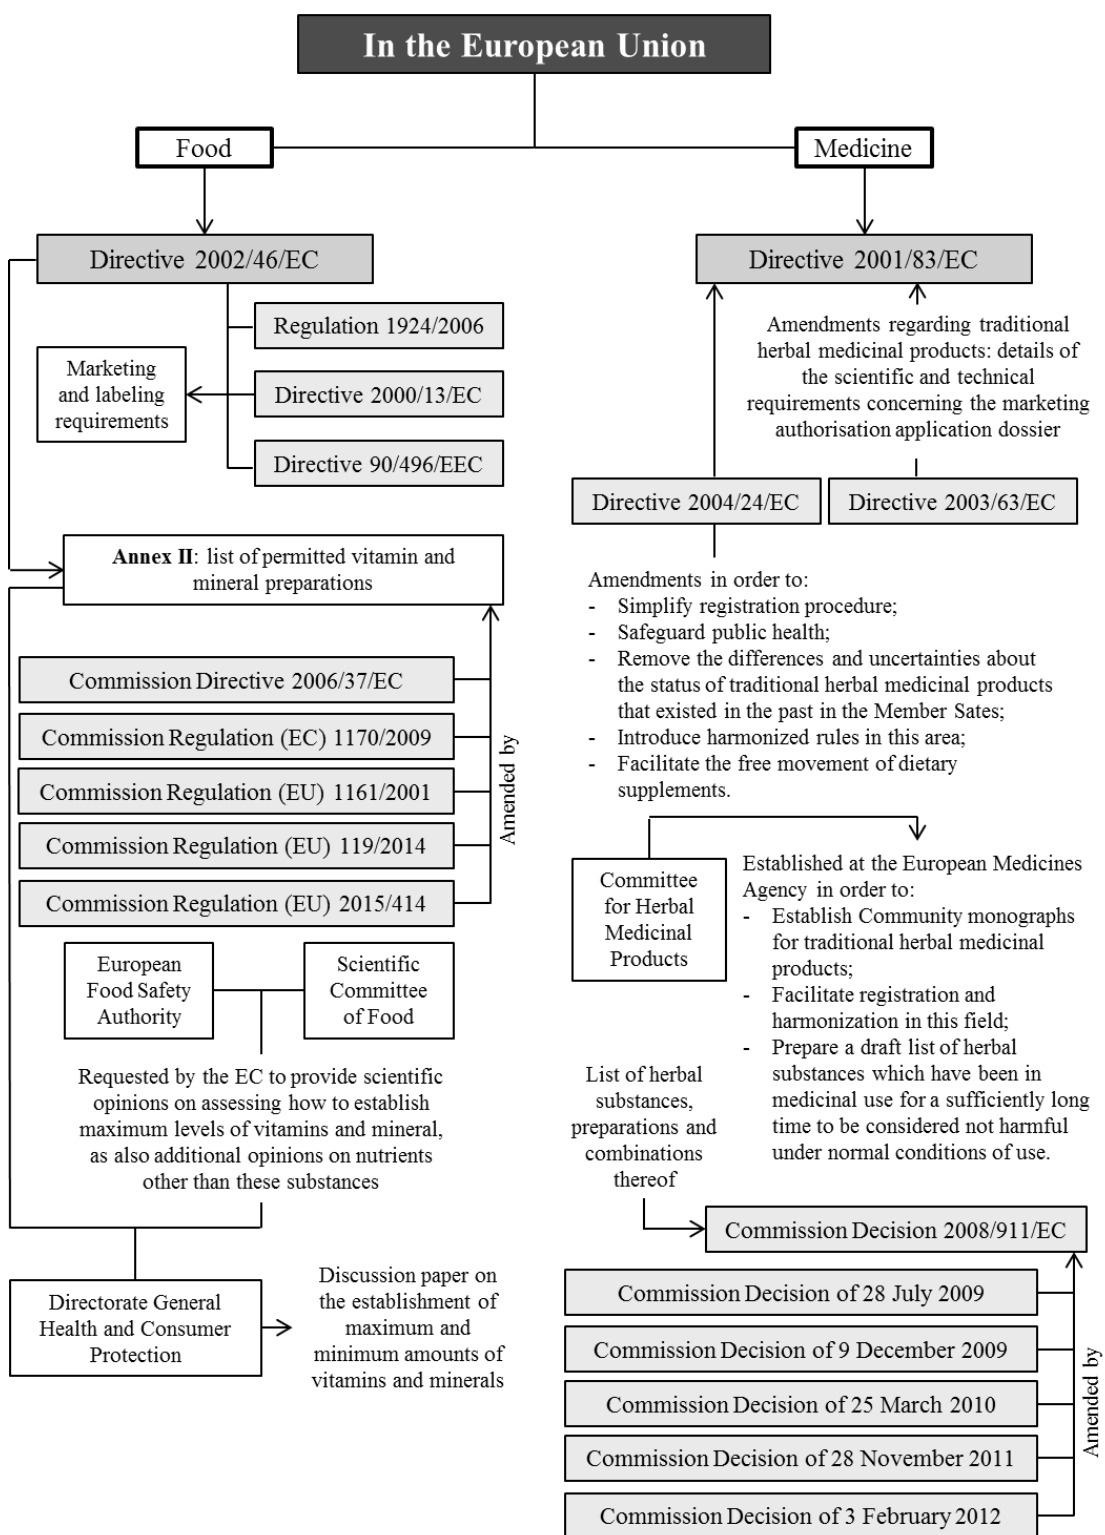 In the European Union
Food
Medicine
Directive 2002/46/EC
Regulation 1924/2006
Marketing
and labeling
requirements
Directive 2000/13/EC
Directive 90/496/EEC
Annex II: list of permitted vitamin and
mineral preparations
Commission Directive 2006/37/EC
Commission Regulation (EC) 1170/2009
Commission Regulation (EU) 1161/2001
Commission Regulation (EU) 119/2014
Commission Regulation (EU) 2015/414
Amended by
European
Food Safety
Authority
Scientific
Committee
of Food
Requested by the EC to provide scientific
opinions on assessing how to establish
maximum levels of vitamins and mineral,
as also additional opinions on nutrients
other than these substances
Directorate General
Health and Consumer
Protection
Discussion paper on
the establishment of
maximum and
minimum amounts of
vitamins and minerals
Directive 2001/83/EC
Amendments regarding traditional
herbal medicinal products: details of
the scientific and technical
requirements concerning the marketing
authorisation application dossier
Directive 2004/24/EC
Directive 2003/63/EC
Amendments in order to:
- Simplify registration procedure;
- Safeguard public health;
- Remove the differences and uncertainties about
the status of traditional herbal medicinal products
that existed in the past in the Member Sates;
- Introduce harmonized rules in this area;
- Facilitate the free movement of dietary
supplements.
Committee
for Herbal
Medicinal
Products
Established at the European Medicines
Agency in order to:
- Establish Community monographs
for traditional herbal medicinal
products;
- Facilitate registration and
harmonization in this field;
- Prepare a draft list of herbal
substances which have been in
medicinal use for a sufficiently long
time to be considered not harmful
under normal conditions of use.
List of herbal
substances,
preparations and
combinations
thereof
Commission Decision 2008/911/EC
Commission Decision of 28 July 2009
Commission Decision of 9 December 2009
Commission Decision of 25 March 2010
Commission Decision of 28 November 2011
Commission Decision of 3 February 2012
Amended by